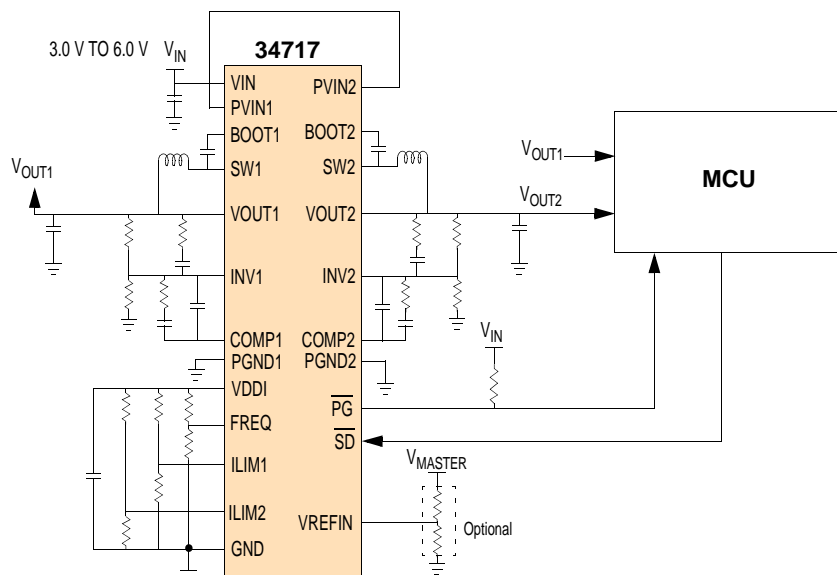 3.0 V TO 6.0 V VIN
34717
VIN
PVIN1
BOOT1
SW1
VOUT1
INV1
COMP1
PGND1
VDDI
FREQ
ILIM1
ILIM2
GND
PVIN2
BOOT2
SW2
VOUT2
INV2
COMP2
PGND2
PG
SD
VREFIN
VOUT1
VOUT1
VOUT2
MCU
VIN
VMASTER
Optional